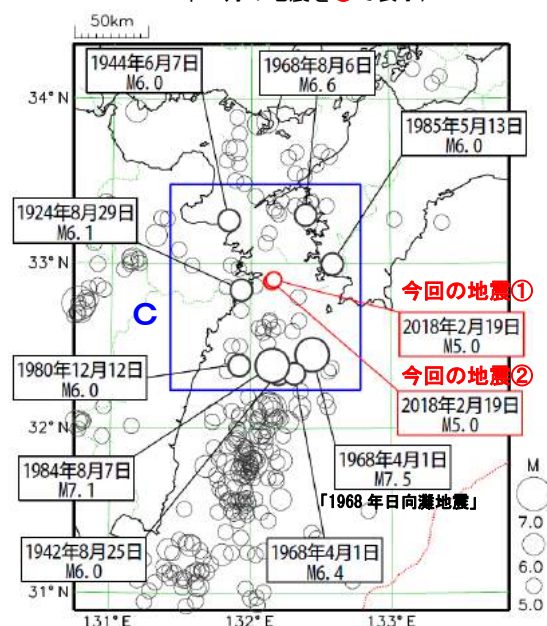 50km
34°N
1944年6月7日
M6.0
1968年8月6日
M6.6
1985年5月13日
M6.0
1924年8月29日
M6.1
33°N
C
今回の地震①
2018年2月19日
M5.0
今回の地震②
2018年2月19日
M5.0
1980年12月12日
M6.0
32°N
1984年8月7日
M7.1
1968年4月1日
M7.5
「1968年日向灘地震」
1942年8月25日
M6.0
1968年4月1日
M6.4
M
7.0
6.0
5.0
31°N
131°E
132°E
133°E